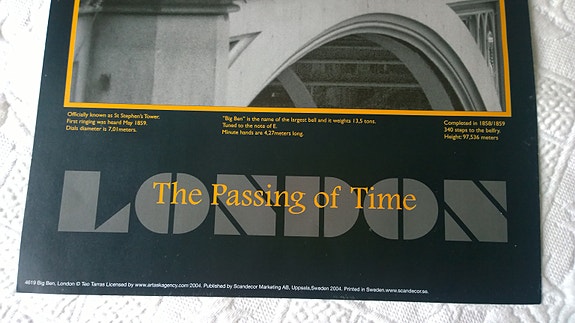 Officially known as St Stephen's Tower.
First ringing was heard May 1859.
Dials diameter is 7,01meters.
"Big Ben" is the name of the largest bell and it weights 13,5 tons.
Tuned to the note of E.
Minute hands are 4,27meters long.
Completed in 1858/1859
340 steps to the belfry.
Height: 97,536 meters
LONDON
The Passing of Time
4619 Big Ben, London © Teo Tarras Licensed by www.artaskagency.com 2004. Published by Scandecor Marketing AB, Uppsala,Sweden 2004. Printed in Sweden.www.scandecor.se.